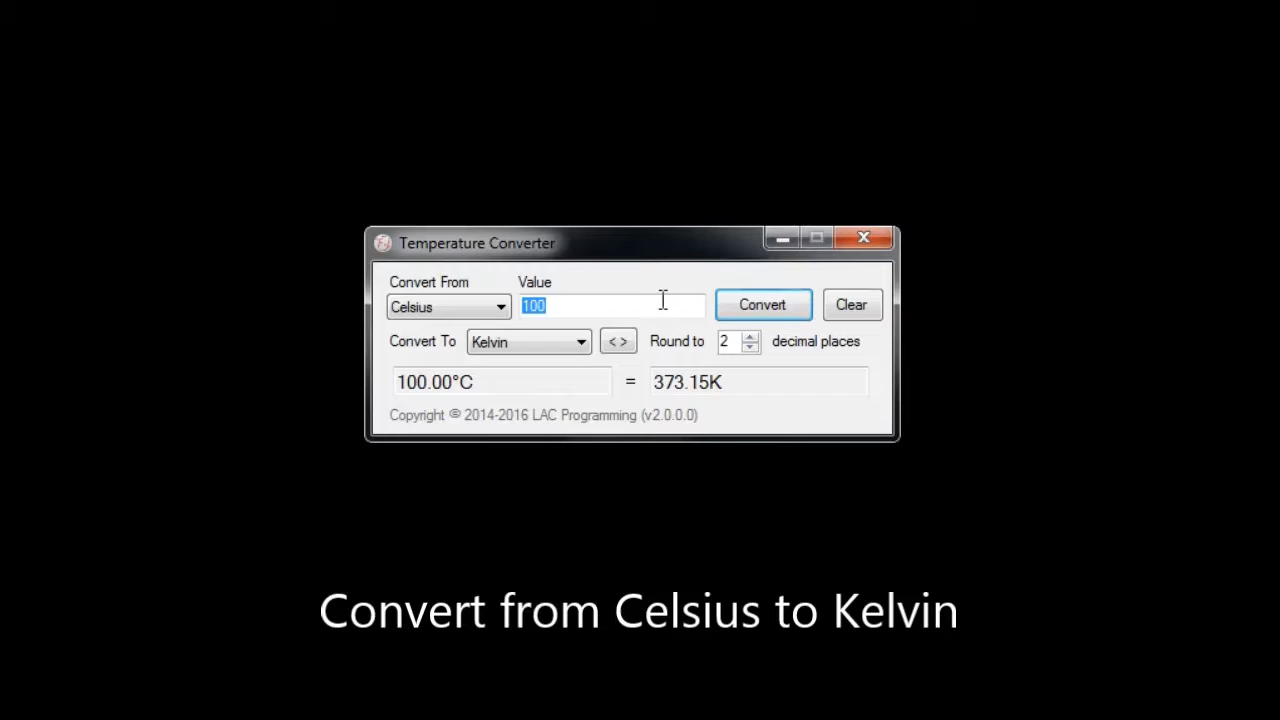 Temperature Converter
Convert From Value
Celsius 100 Convert Clear
Convert To Kelvin <> Round to 2 decimal places
100.00°C = 373.15K
Copyright © 2014-2016 LAC Programming (v2.0.0.0)
Convert from Celsius to Kelvin